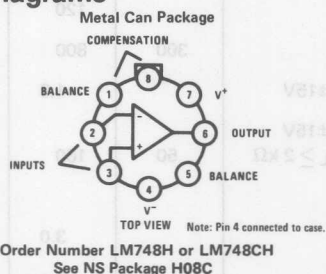 Metal Can Package
COMPENSATION
8
BALANCE 1 7 V+
2 - 6 OUTPUT
INPUTS +
3 5 BALANCE
4
V−
TOP VIEW Note: Pin 4 connected to case.
Order Number LM748H or LM748CH
See NS Package H08C